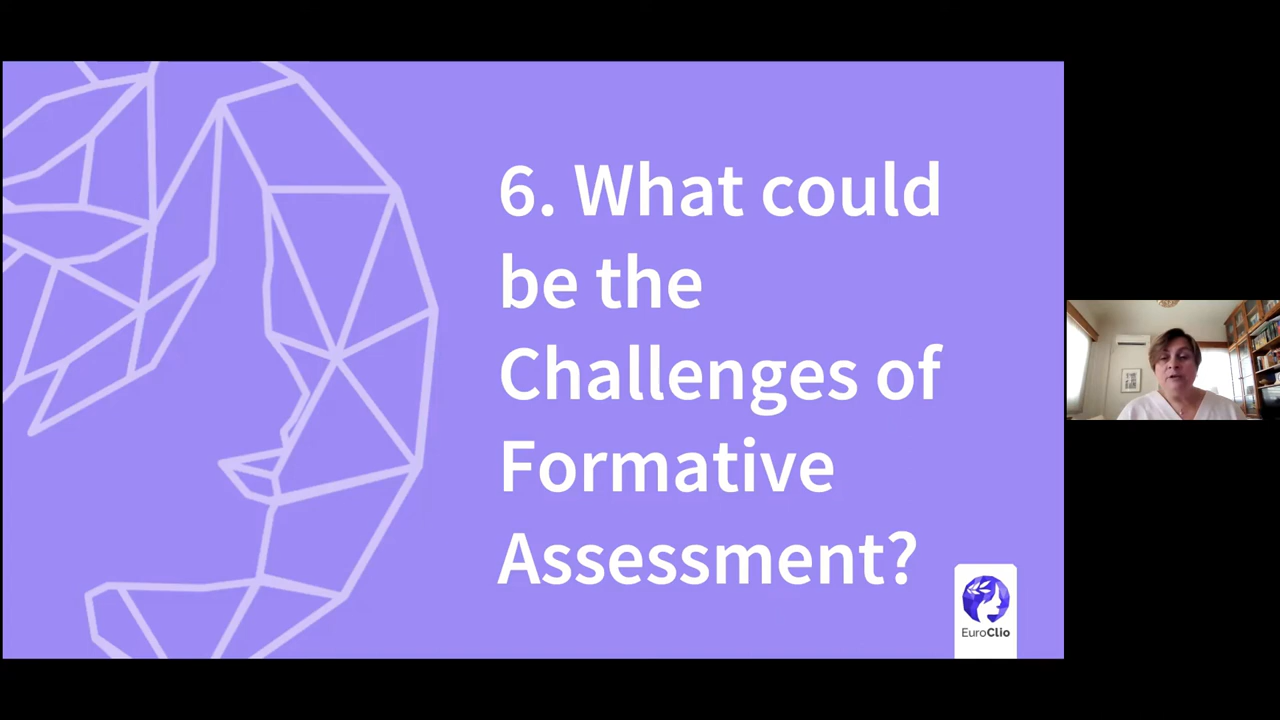 6. What could
be the
Challenges of
Formative
Assessment?
EuroClio